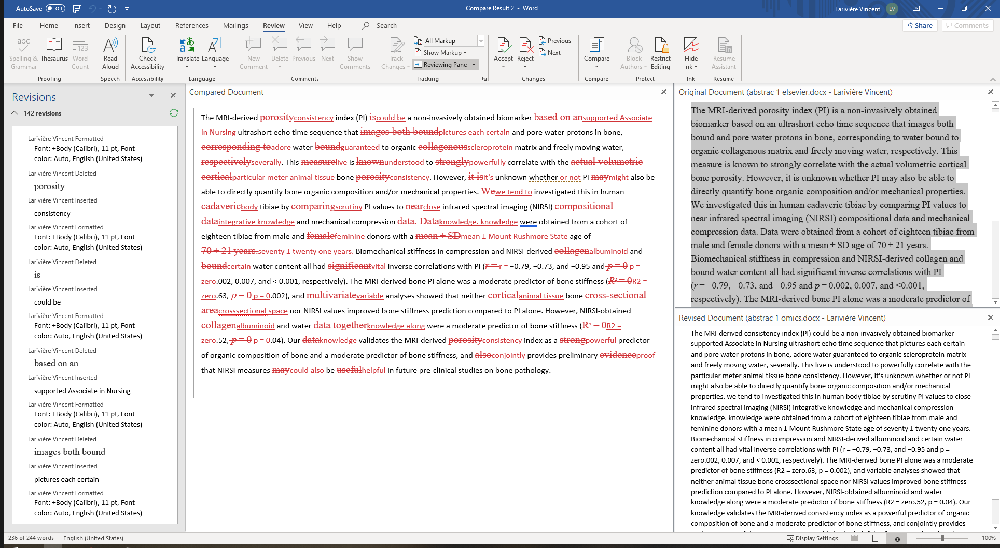 AutoSave Off
Compare Result 2 - Word
Larivière Vincent LV
File Home Insert Design Layout References Mailings Review View Help Search
Share Comments
abc
Spelling & Grammar
Thesaurus
123
Word Count
Proofing
Read Aloud
Speech
Check Accessibility
Accessibility
Translate
Language
Language
New Comment
Delete
Previous
Next
Show Comments
Comments
Track Changes
All Markup
Show Markup
Reviewing Pane
Tracking
Accept
Reject
Previous
Next
Changes
Compare
Compare
Block Authors
Restrict Editing
Protect
Hide Ink
Ink
Resume Assistant
Resume
Revisions
142 revisions
Larivière Vincent Formatted
Font: +Body (Calibri), 11 pt, Font
color: Auto, English (United States)
Larivière Vincent Deleted
porosity
Larivière Vincent Inserted
consistency
Larivière Vincent Formatted
Font: +Body (Calibri), 11 pt, Font
color: Auto, English (United States)
Larivière Vincent Deleted
is
Larivière Vincent Inserted
could be
Larivière Vincent Formatted
Font: +Body (Calibri), 11 pt, Font
color: Auto, English (United States)
Larivière Vincent Deleted
based on an
Larivière Vincent Inserted
supported Associate in Nursing
Larivière Vincent Formatted
Font: +Body (Calibri), 11 pt, Font
color: Auto, English (United States)
Larivière Vincent Deleted
images both bound
Larivière Vincent Inserted
pictures each certain
Larivière Vincent Formatted
Font: +Body (Calibri), 11 pt, Font
color: Auto, English (United States)
Compared Document
The MRI-derived porosityconsistency index (PI) iscould be a non-invasively obtained biomarker based on ansupported Associate
in Nursing ultrashort echo time sequence that images both boundpictures each certain and pore water protons in bone,
corresponding toadore water boundguaranteed to organic collagenousscleroprotein matrix and freely moving water,
respectivelyseverally. This measurelive is knownunderstood to stronglypowerfully correlate with the actual volumetric
corticalparticular meter animal tissue bone porosityconsistency. However, it isit's unknown whether or not PI maymight also be
able to directly quantify bone organic composition and/or mechanical properties. Wewe tend to investigated this in human
cadavericbody tibiae by comparingscrutiny PI values to nearclose infrared spectral imaging (NIRSI) compositional
dataintegrative knowledge and mechanical compression data. Dataknowledge. knowledge were obtained from a cohort of
eighteen tibiae from male and femalefeminine donors with a mean ± SDmean ± Mount Rushmore State age of
70 ± 21 years.seventy ± twenty one years. Biomechanical stiffness in compression and NIRSI-derived collagenalbuminoid and
boundcertain water content all had significantvital inverse correlations with PI (r =r = −0.79, −0.73, and −0.95 and p = 0 p =
zero.002, 0.007, and < 0.001, respectively). The MRI-derived bone PI alone was a moderate predictor of bone stiffness (R² = 0R2 =
zero.63, p = 0 p = 0.002), and multivariatevariable analyses showed that neither corticalanimal tissue bone cross-sectional
areacrosssectional space nor NIRSI values improved bone stiffness prediction compared to PI alone. However, NIRSI-obtained
collagenalbuminoid and water data togetherknowledge along were a moderate predictor of bone stiffness (R² = 0R2 =
zero.52, p = 0 p = 0.04). Our dataknowledge validates the MRI-derived porosityconsistency index as a strongpowerful predictor
of organic composition of bone and a moderate predictor of bone stiffness, and alsoconjointly provides preliminary evidenceproof
that NIRSI measures maycould also be usefulhelpful in future pre-clinical studies on bone pathology.
Original Document (abstrac 1 elsevier.docx - Larivière Vincent)
The MRI-derived porosity index (PI) is a non-invasively obtained
biomarker based on an ultrashort echo time sequence that images both
bound and pore water protons in bone, corresponding to water bound to
organic collagenous matrix and freely moving water, respectively. This
measure is known to strongly correlate with the actual volumetric cortical
bone porosity. However, it is unknown whether PI may also be able to
directly quantify bone organic composition and/or mechanical properties.
We investigated this in human cadaveric tibiae by comparing PI values to
near infrared spectral imaging (NIRSI) compositional data and mechanical
compression data. Data were obtained from a cohort of eighteen tibiae from
male and female donors with a mean ± SD age of 70 ± 21 years.
Biomechanical stiffness in compression and NIRSI-derived collagen and
bound water content all had significant inverse correlations with PI
(r = −0.79, −0.73, and −0.95 and p = 0.002, 0.007, and <0.001,
respectively). The MRI-derived bone PI alone was a moderate predictor of
Revised Document (abstrac 1 omics.docx - Larivière Vincent)
The MRI-derived consistency index (PI) could be a non-invasively obtained biomarker
supported Associate in Nursing ultrashort echo time sequence that pictures each certain
and pore water protons in bone, adore water guaranteed to organic scleroprotein matrix
and freely moving water, severally. This live is understood to powerfully correlate with the
particular meter animal tissue bone consistency. However, it's unknown whether or not PI
might also be able to directly quantify bone organic composition and/or mechanical
properties. we tend to investigated this in human body tibiae by scrutiny PI values to close
infrared spectral imaging (NIRSI) integrative knowledge and mechanical compression
knowledge. knowledge were obtained from a cohort of eighteen tibiae from male and
feminine donors with a mean ± Mount Rushmore State age of seventy ± twenty one years.
Biomechanical stiffness in compression and NIRSI-derived albuminoid and certain water
content all had vital inverse correlations with PI (r = −0.79, −0.73, and −0.95 and p =
zero.002, 0.007, and < 0.001, respectively). The MRI-derived bone PI alone was a moderate
predictor of bone stiffness (R2 = zero.63, p = 0.002), and variable analyses showed that
neither animal tissue bone crosssectional space nor NIRSI values improved bone stiffness
prediction compared to PI alone. However, NIRSI-obtained albuminoid and water
knowledge along were a moderate predictor of bone stiffness (R2 = zero.52, p = 0.04). Our
knowledge validates the MRI-derived consistency index as a powerful predictor of organic
composition of bone and a moderate predictor of bone stiffness, and conjointly provides
236 of 244 words English (United States)
Display Settings 100%